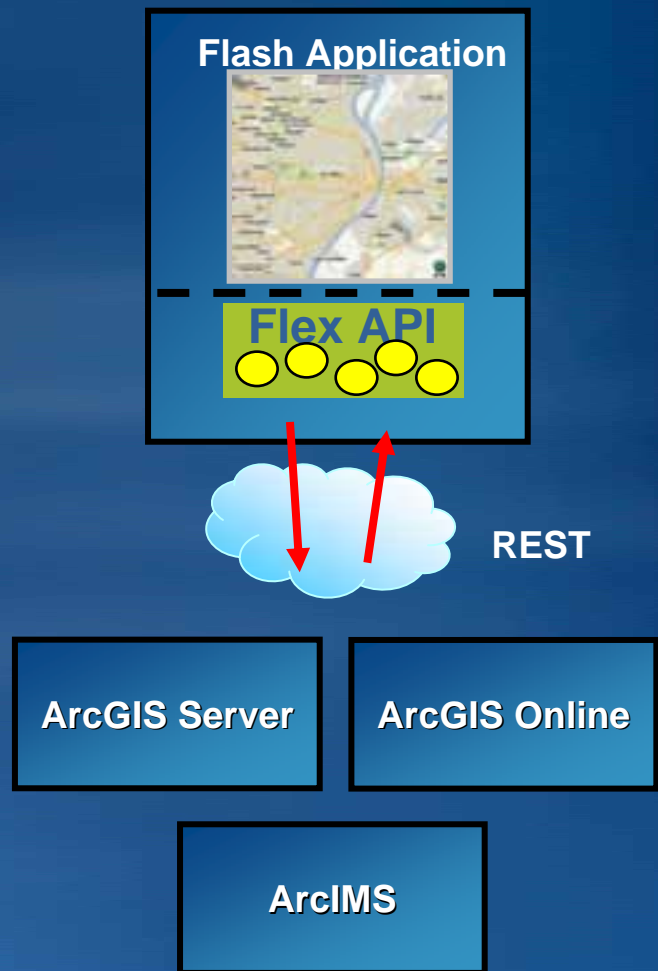 Flash Application
Flex API
REST
ArcGIS Server
ArcGIS Online
ArcIMS